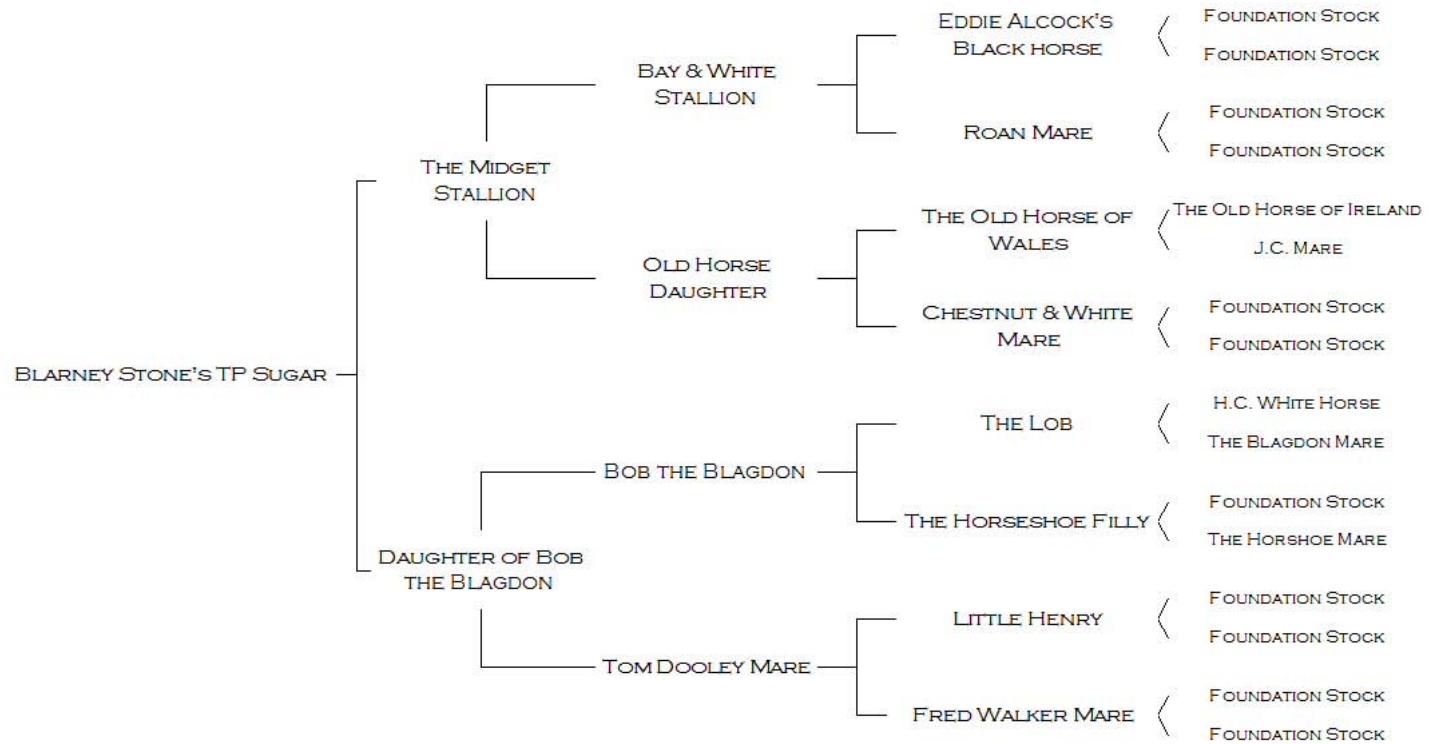 Foundation Stock
Eddie Alcock's
Black horse
Foundation Stock
Bay & White
Stallion
Foundation Stock
Roan Mare
Foundation Stock
The Midget
Stallion
The Old Horse of Ireland
The Old Horse of
Wales
J.C. Mare
Old Horse
Daughter
Foundation Stock
Chestnut & White
Mare
Foundation Stock
Blarney Stone's TP Sugar
H.C. WHite Horse
The Lob
The Blagdon Mare
Bob the Blagdon
Foundation Stock
The Horseshoe Filly
The Horshoe Mare
Daughter of Bob
the Blagdon
Foundation Stock
Little Henry
Foundation Stock
Tom Dooley Mare
Foundation Stock
Fred Walker Mare
Foundation Stock